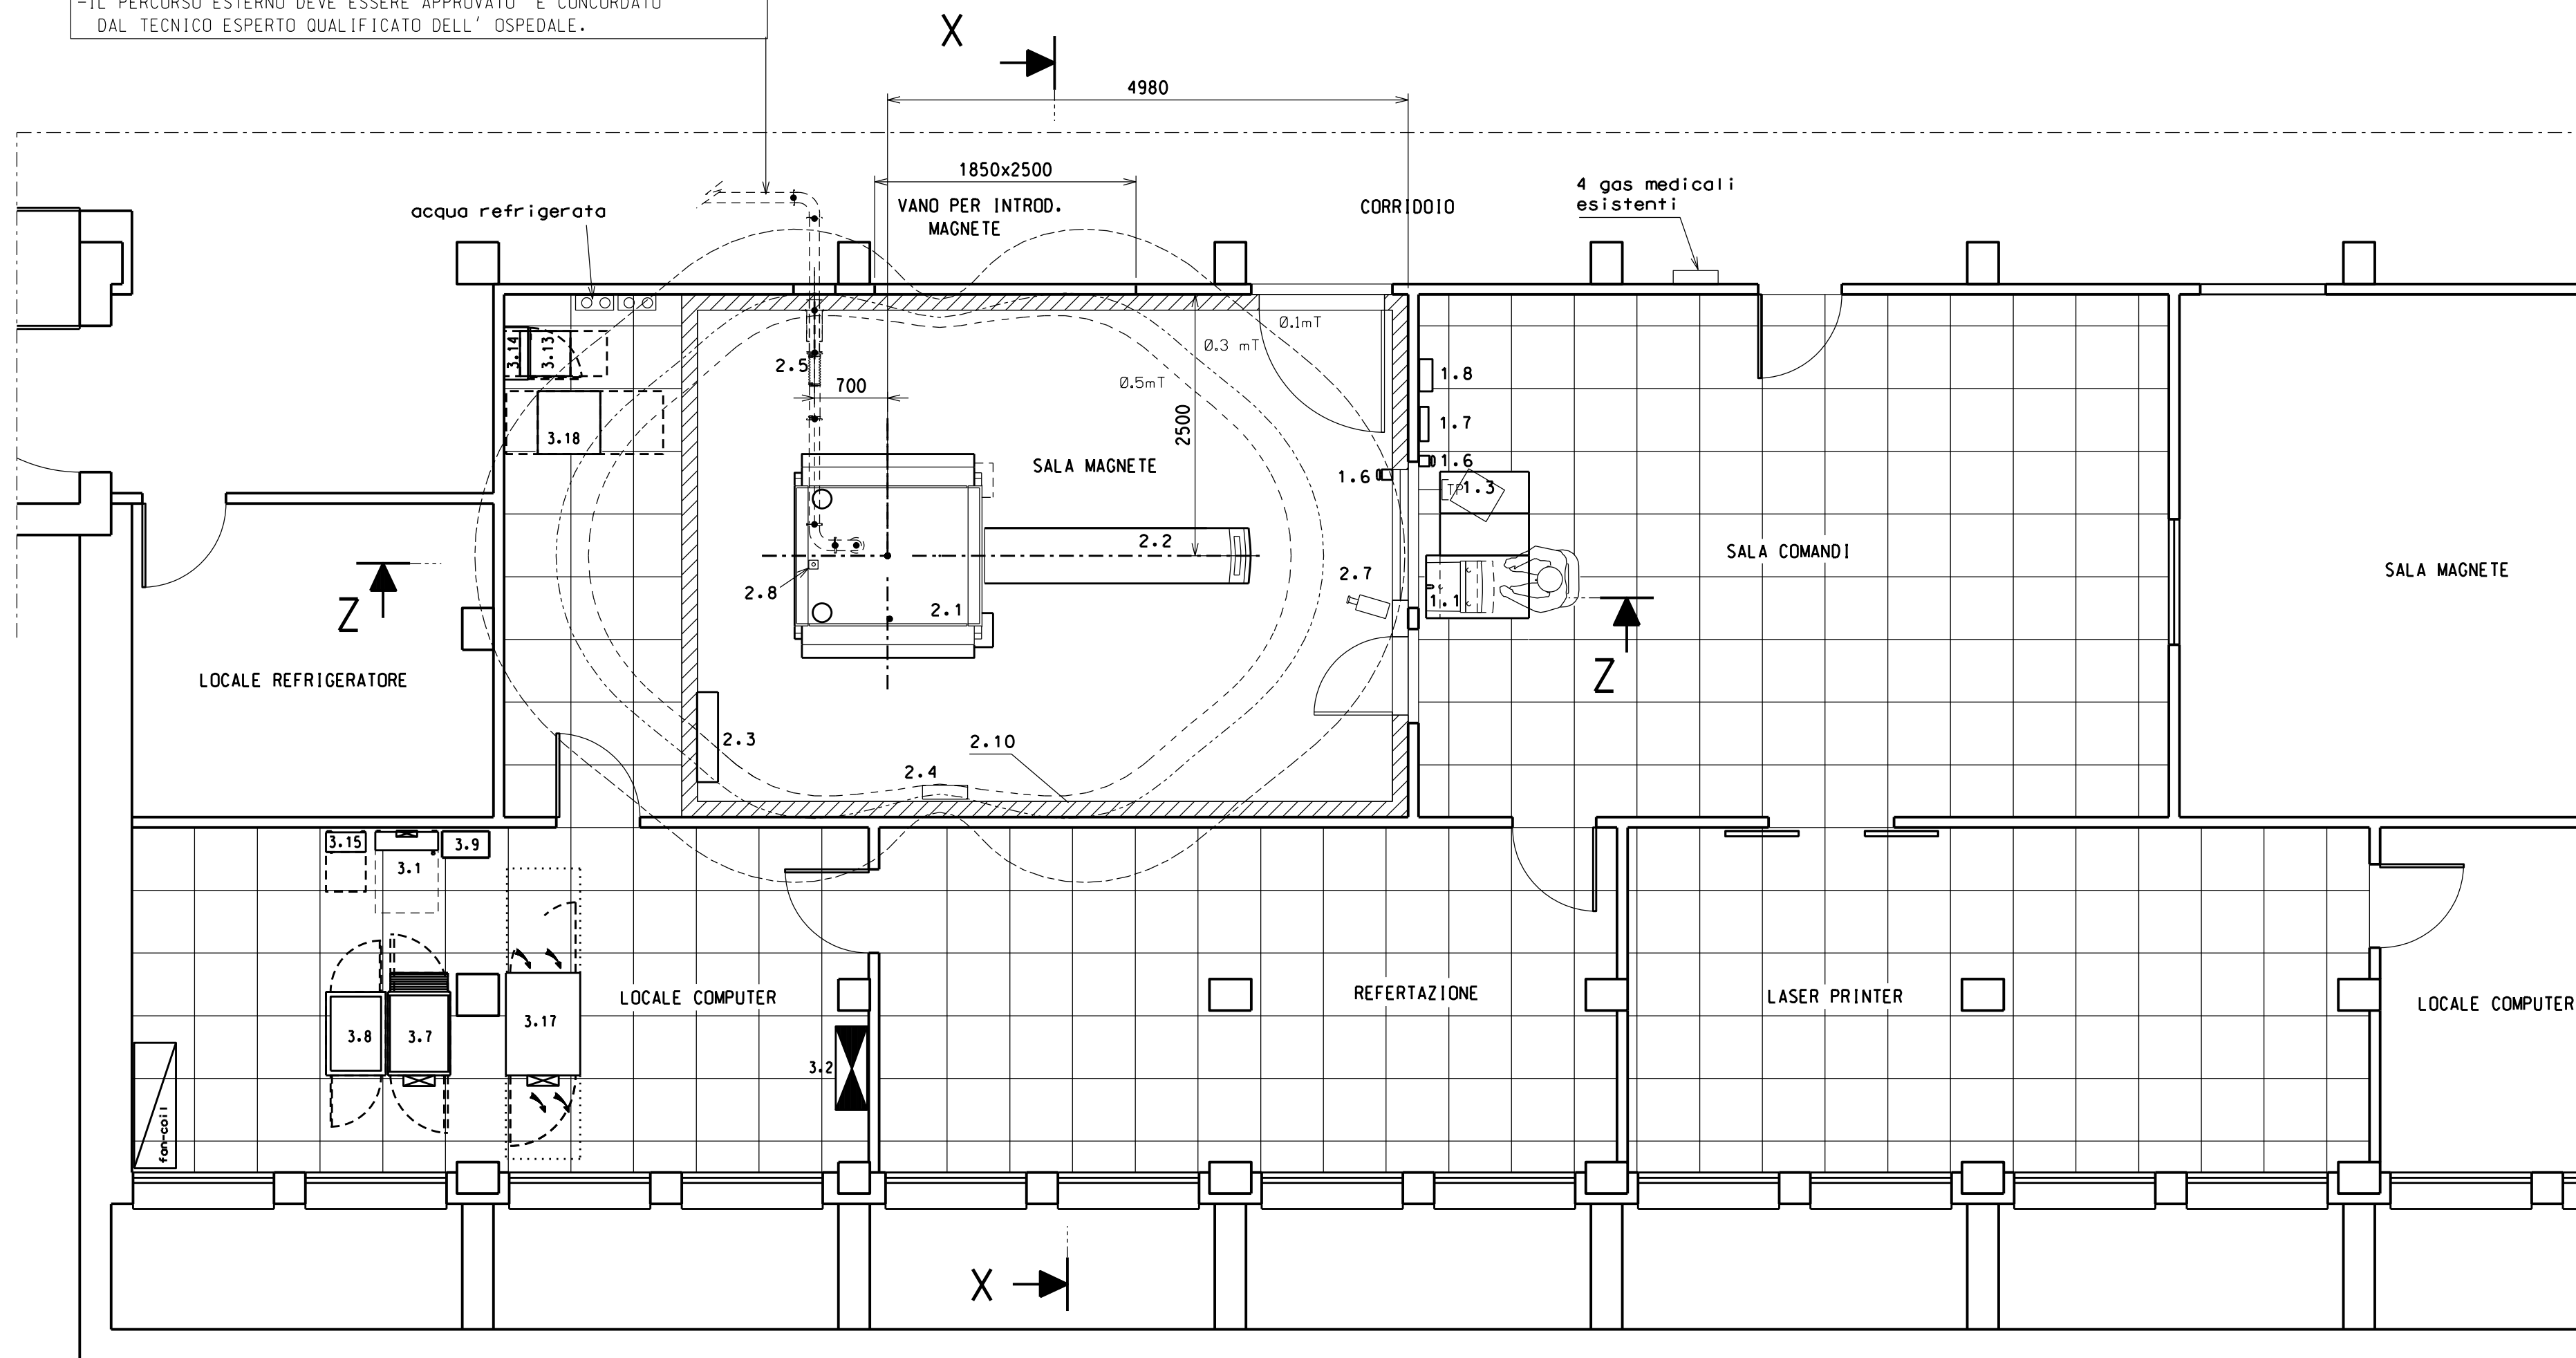 -IL PERCORSO ESTERNO DEVE ESSERE APPROVATO E CONCORDATO
DAL TECNICO ESPERTO QUALIFICATO DELL' OSPEDALE.
X
4980
1850x2500
VANO PER INTROD.
MAGNETE
CORRIDOIO
4 gas medicali
esistenti
acqua refrigerata
Ø.1mT
Ø.3 mT
Ø.5mT
3.14
3.13
2.5
700
2500
1.8
1.7
3.18
SALA MAGNETE
1.6
1.6
TP
1.3
2.2
SALA COMANDI
SALA MAGNETE
2.7
2.8
2.1
1.1
Z
Z
LOCALE REFRIGERATORE
2.3
2.10
2.4
3.15
3.9
3.1
LOCALE COMPUTER
REFERTAZIONE
LASER PRINTER
LOCALE COMPUTER
3.8
3.7
3.17
3.2
fan-coil
X